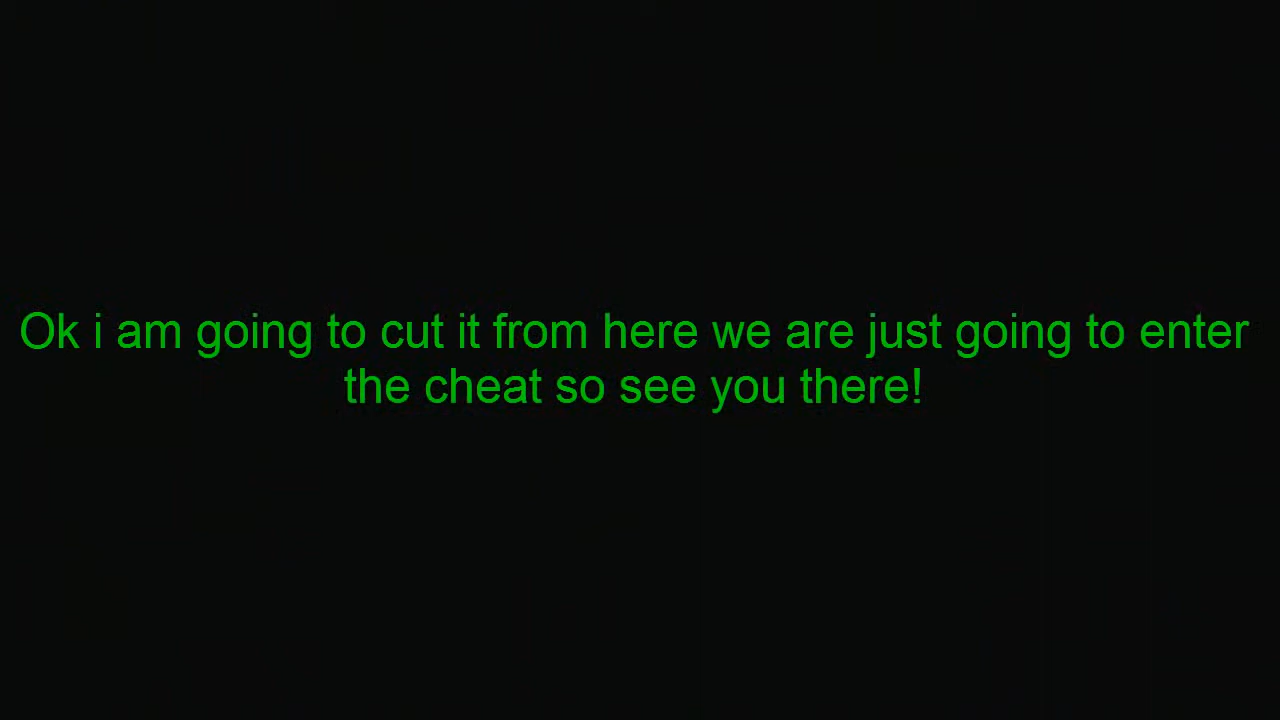 Ok i am going to cut it from here we are just going to enter
the cheat so see you there!